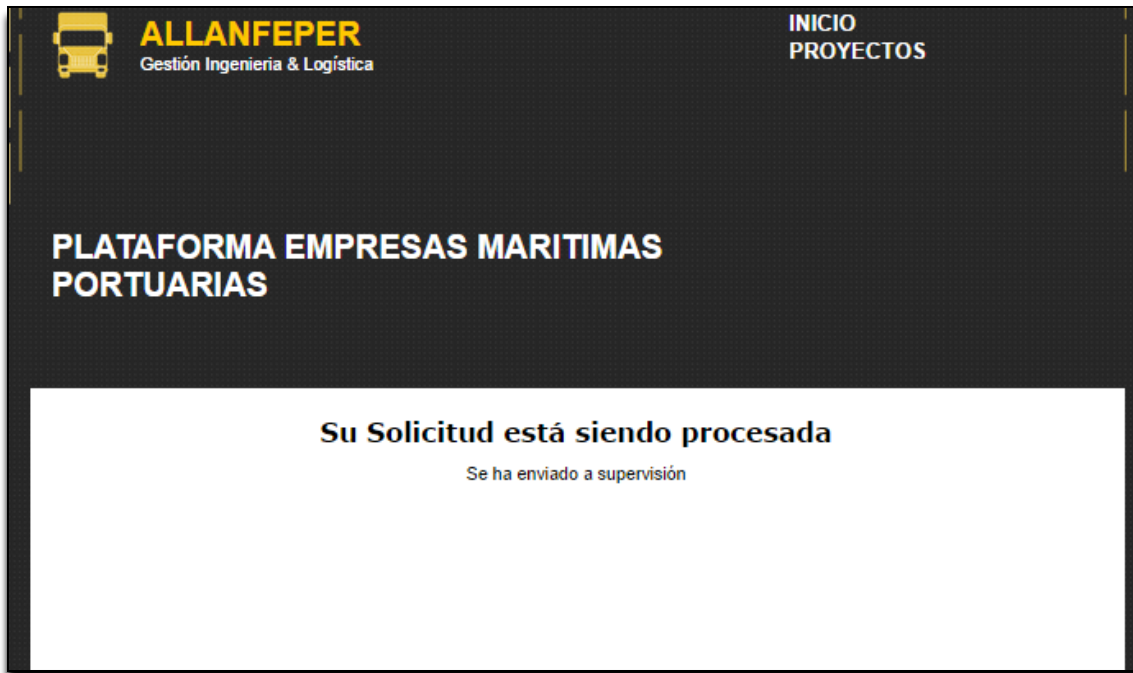 ALLANFEPER
Gestión Ingenieria & Logística
INICIO
PROYECTOS
PLATAFORMA EMPRESAS MARITIMAS
PORTUARIAS
Su Solicitud está siendo procesada
Se ha enviado a supervisión